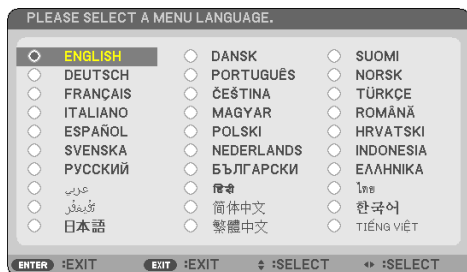 PLEASE SELECT A MENU LANGUAGE.
ENGLISH DANSK SUOMI
DEUTSCH PORTUGUÊS NORSK
FRANÇAIS ČEŠTINA TÜRKÇE
ITALIANO MAGYAR ROMÂNĂ
ESPAÑOL POLSKI HRVATSKI
SVENSKA NEDERLANDS INDONESIA
РУССКИЙ БЪЛГАРСКИ ΕΛΛΗΝΙΚΑ
عربي हिन्दी ไทย
简体中文 한국어
日本語 繁體中文 TIẾNG VIỆT
ENTER :EXIT EXIT :EXIT :SELECT :SELECT